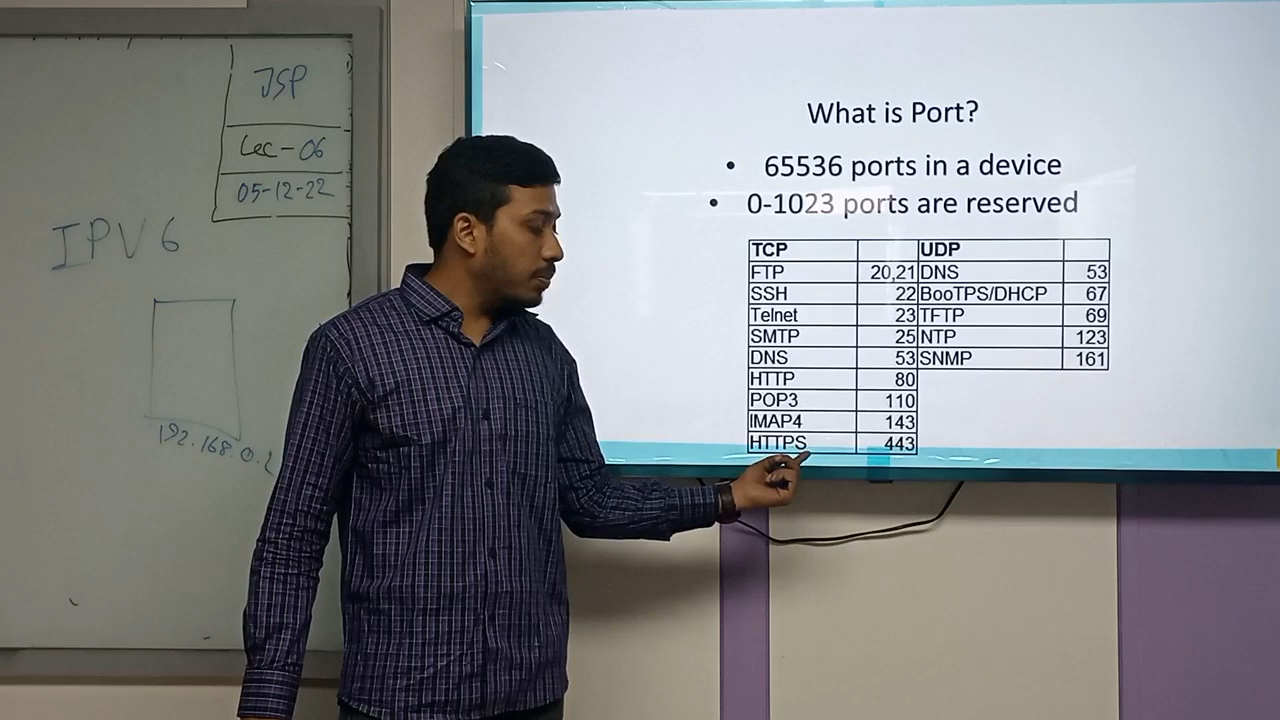 JSP
Lec-06
05-12-22
IPV6
192.168.0.
What is Port?
• 65536 ports in a device
• 0-1023 ports are reserved
TCP UDP
FTP 20,21 DNS 53
SSH 22 BooTPS/DHCP 67
Telnet 23 TFTP 69
SMTP 25 NTP 123
DNS 53 SNMP 161
HTTP 80
POP3 110
IMAP4 143
HTTPS 443